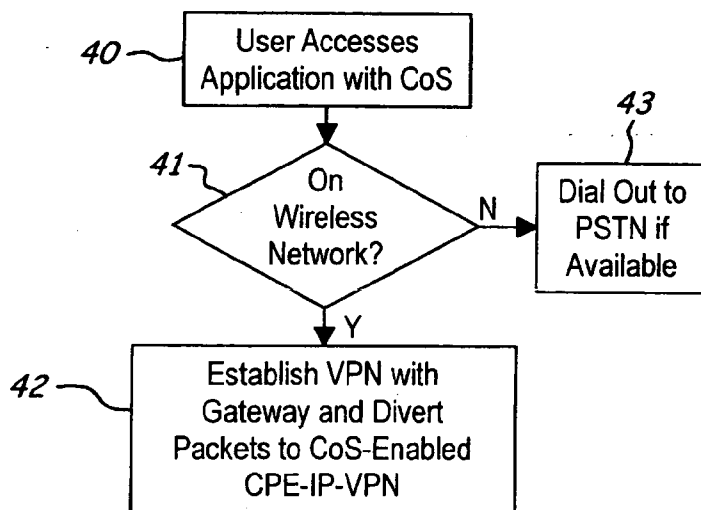 40
User Accesses
Application with CoS
41
On
Wireless
Network?
N
43
Dial Out to
PSTN if
Available
Y
42
Establish VPN with
Gateway and Divert
Packets to CoS-Enabled
CPE-IP-VPN